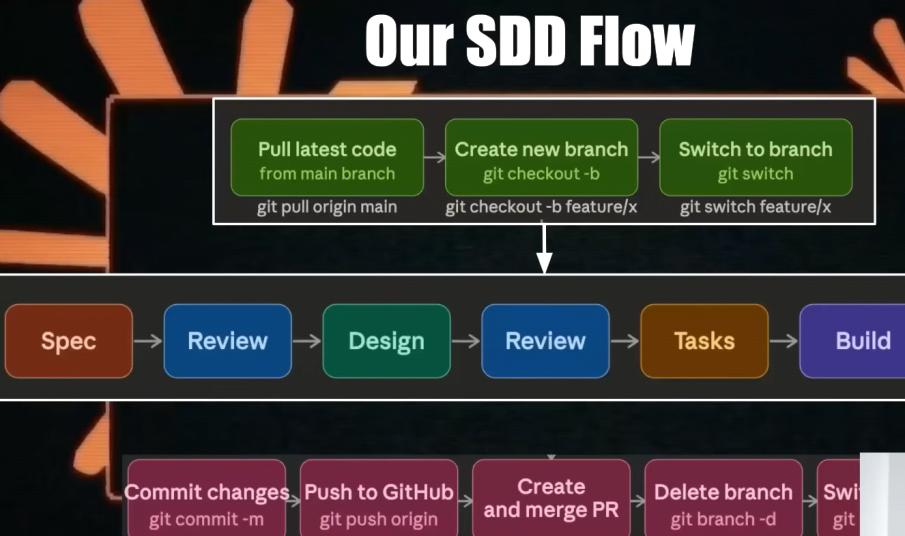 Our SDD Flow
Pull latest code
from main branch
git pull origin main
Create new branch
git checkout -b
git checkout -b feature/x
Switch to branch
git switch
git switch feature/x
Spec
Review
Design
Review
Tasks
Build
Commit changes
git commit -m
Push to GitHub
git push origin
Create
and merge PR
Delete branch
git branch -d
git